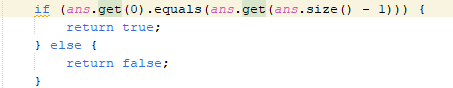 if (ans.get(0).equals(ans.get(ans.size() - 1))) {
    return true;
} else {
    return false;
}